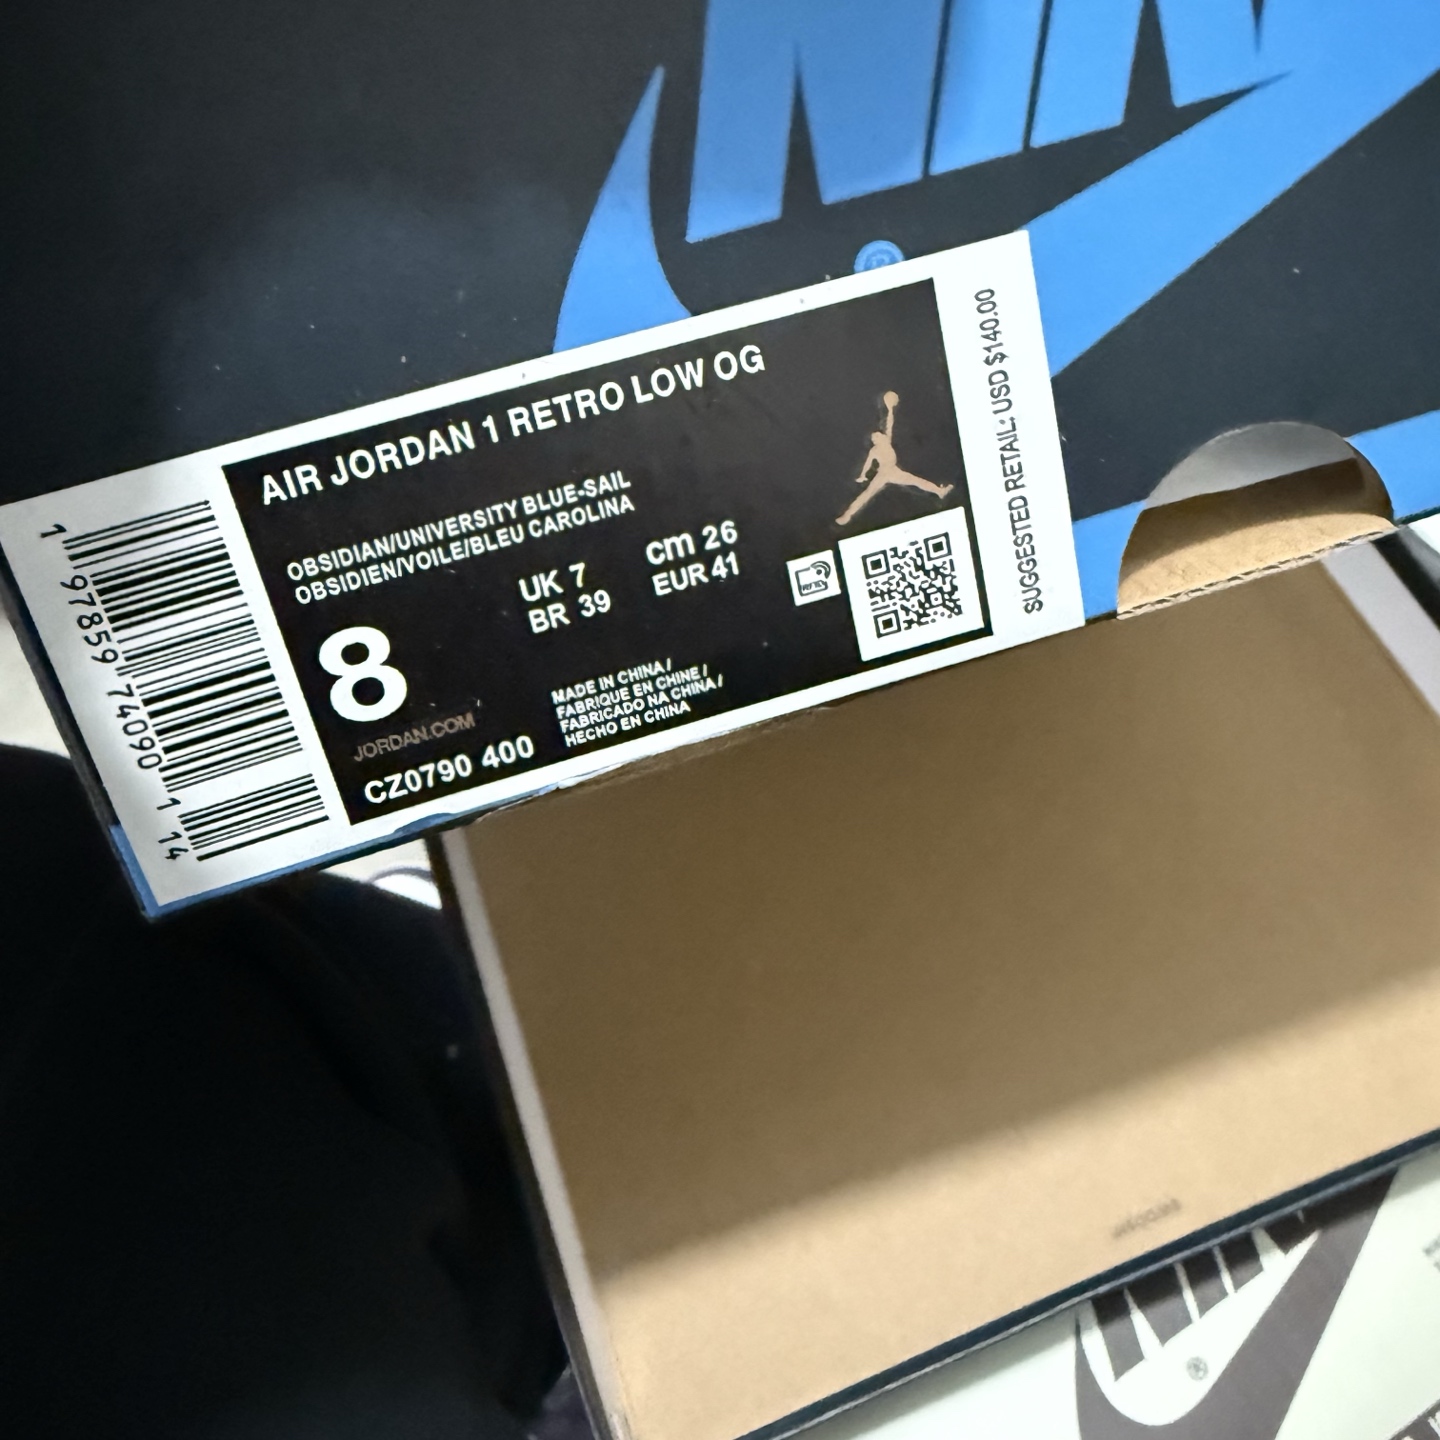 NIK
®
AIR JORDAN 1 RETRO LOW OG
OBSIDIAN/UNIVERSITY BLUE-SAIL
OBSIDIEN/VOILE/BLEU CAROLINA
8
UK 7
BR 39
cm 26
EUR 41
JORDAN.COM
CZ0790 400
MADE IN CHINA /
FABRIQUE EN CHINE /
FABRICADO NA CHINA /
HECHO EN CHINA
SUGGESTED RETAIL: USD $140.00
1 97859 74060 1 14
®